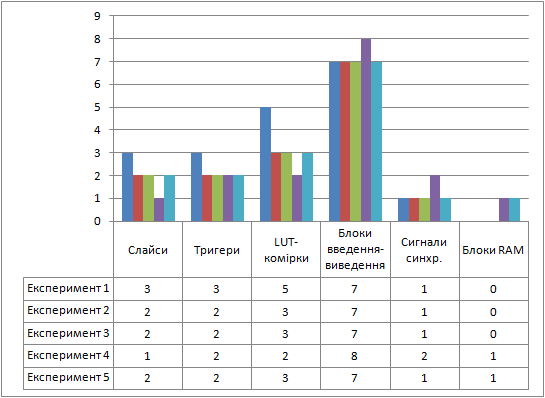 9
8
7
6
5
4
3
2
1
0
Слайси Тригери LUT-комірки Блоки введення-виведення Сигнали синхр. Блоки RAM
Експеримент 1 3 3 5 7 1 0
Експеримент 2 2 2 3 7 1 0
Експеримент 3 2 2 3 7 1 0
Експеримент 4 1 2 2 8 2 1
Експеримент 5 2 2 3 7 1 1